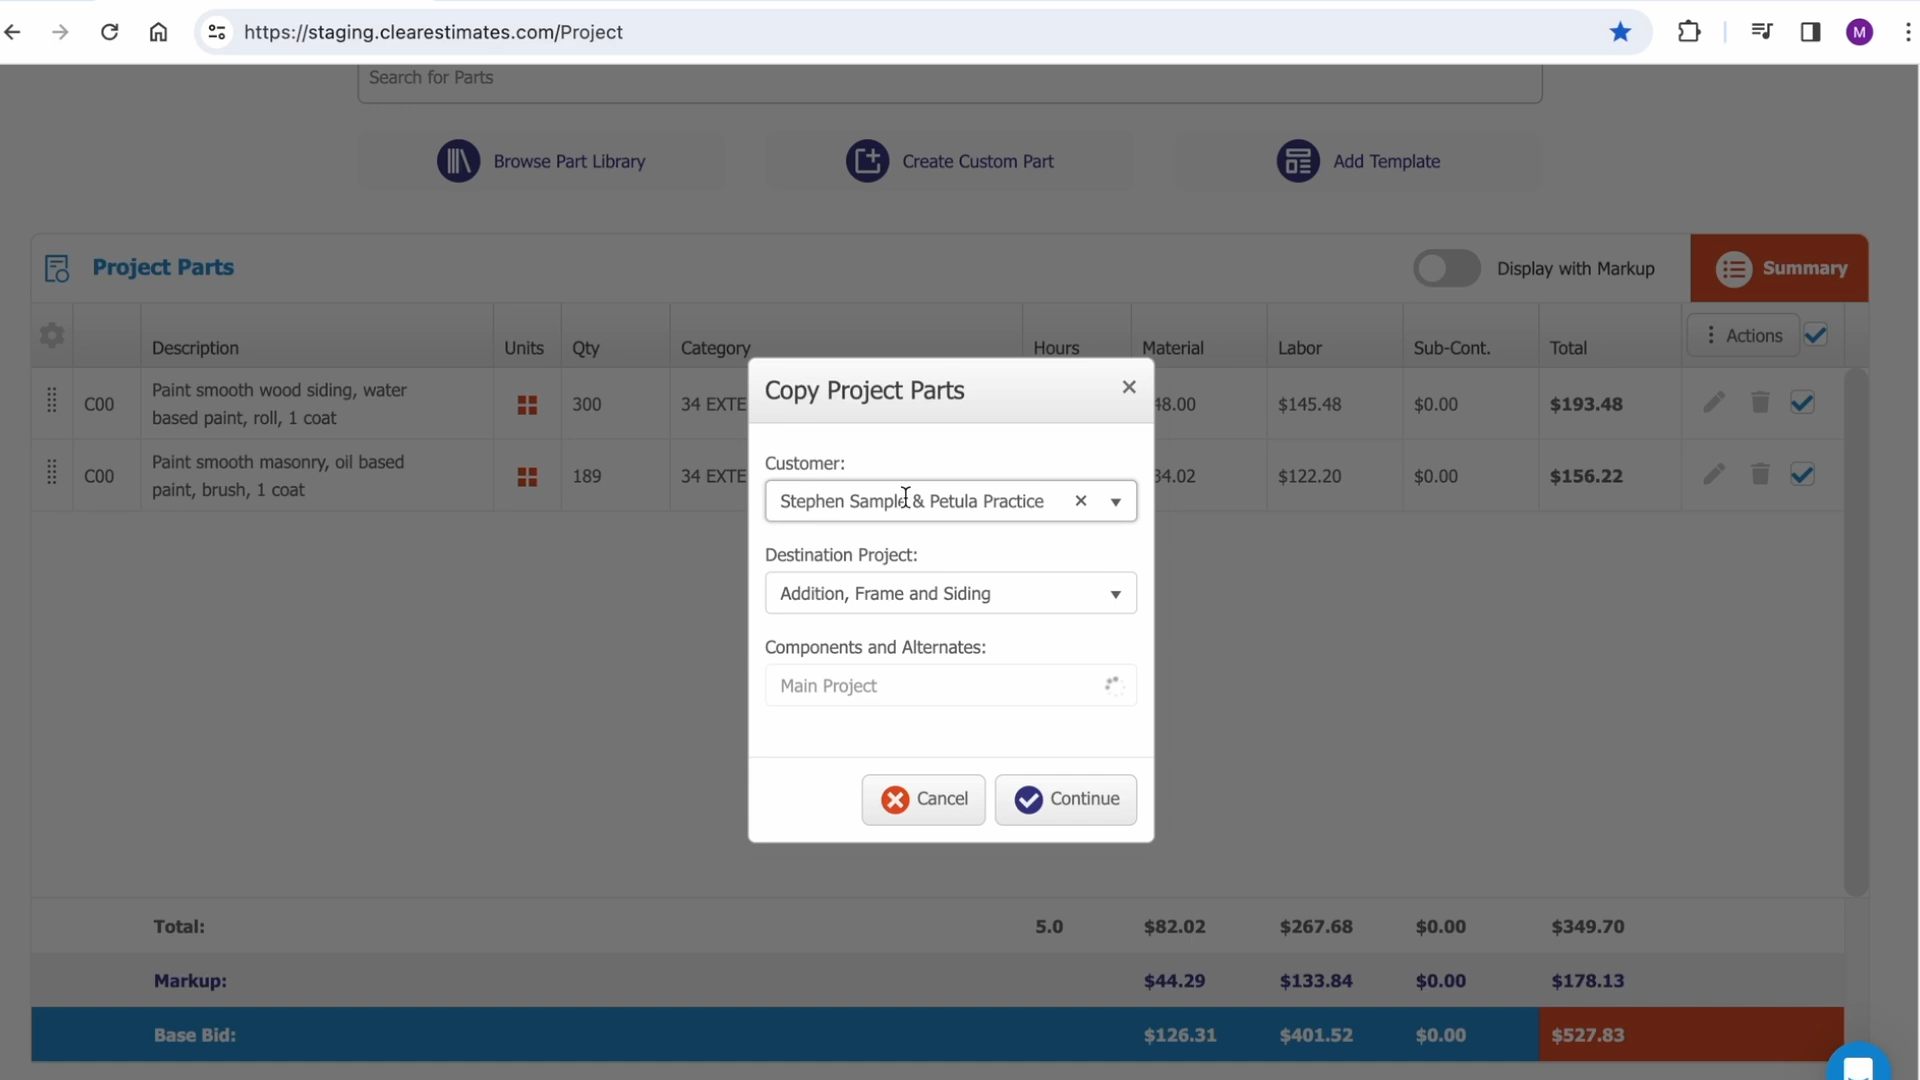 https://staging.clearestimates.com/Project
M
Search for Parts
Browse Part Library
Create Custom Part
Add Template
Project Parts
Display with Markup
Summary
Description
Units
Qty
Category
Hours
Material
Labor
Sub-Cont.
Total
Actions
C00
Paint smooth wood siding, water
based paint, roll, 1 coat
300
34 EXTE
48.00
$145.48
$0.00
$193.48
C00
Paint smooth masonry, oil based
paint, brush, 1 coat
189
34 EXTE
34.02
$122.20
$0.00
$156.22
Copy Project Parts
Customer:
Stephen Sample & Petula Practice
Destination Project:
Addition, Frame and Siding
Components and Alternates:
Main Project
Cancel
Continue
Total:
5.0
$82.02
$267.68
$0.00
$349.70
Markup:
$44.29
$133.84
$0.00
$178.13
Base Bid:
$126.31
$401.52
$0.00
$527.83